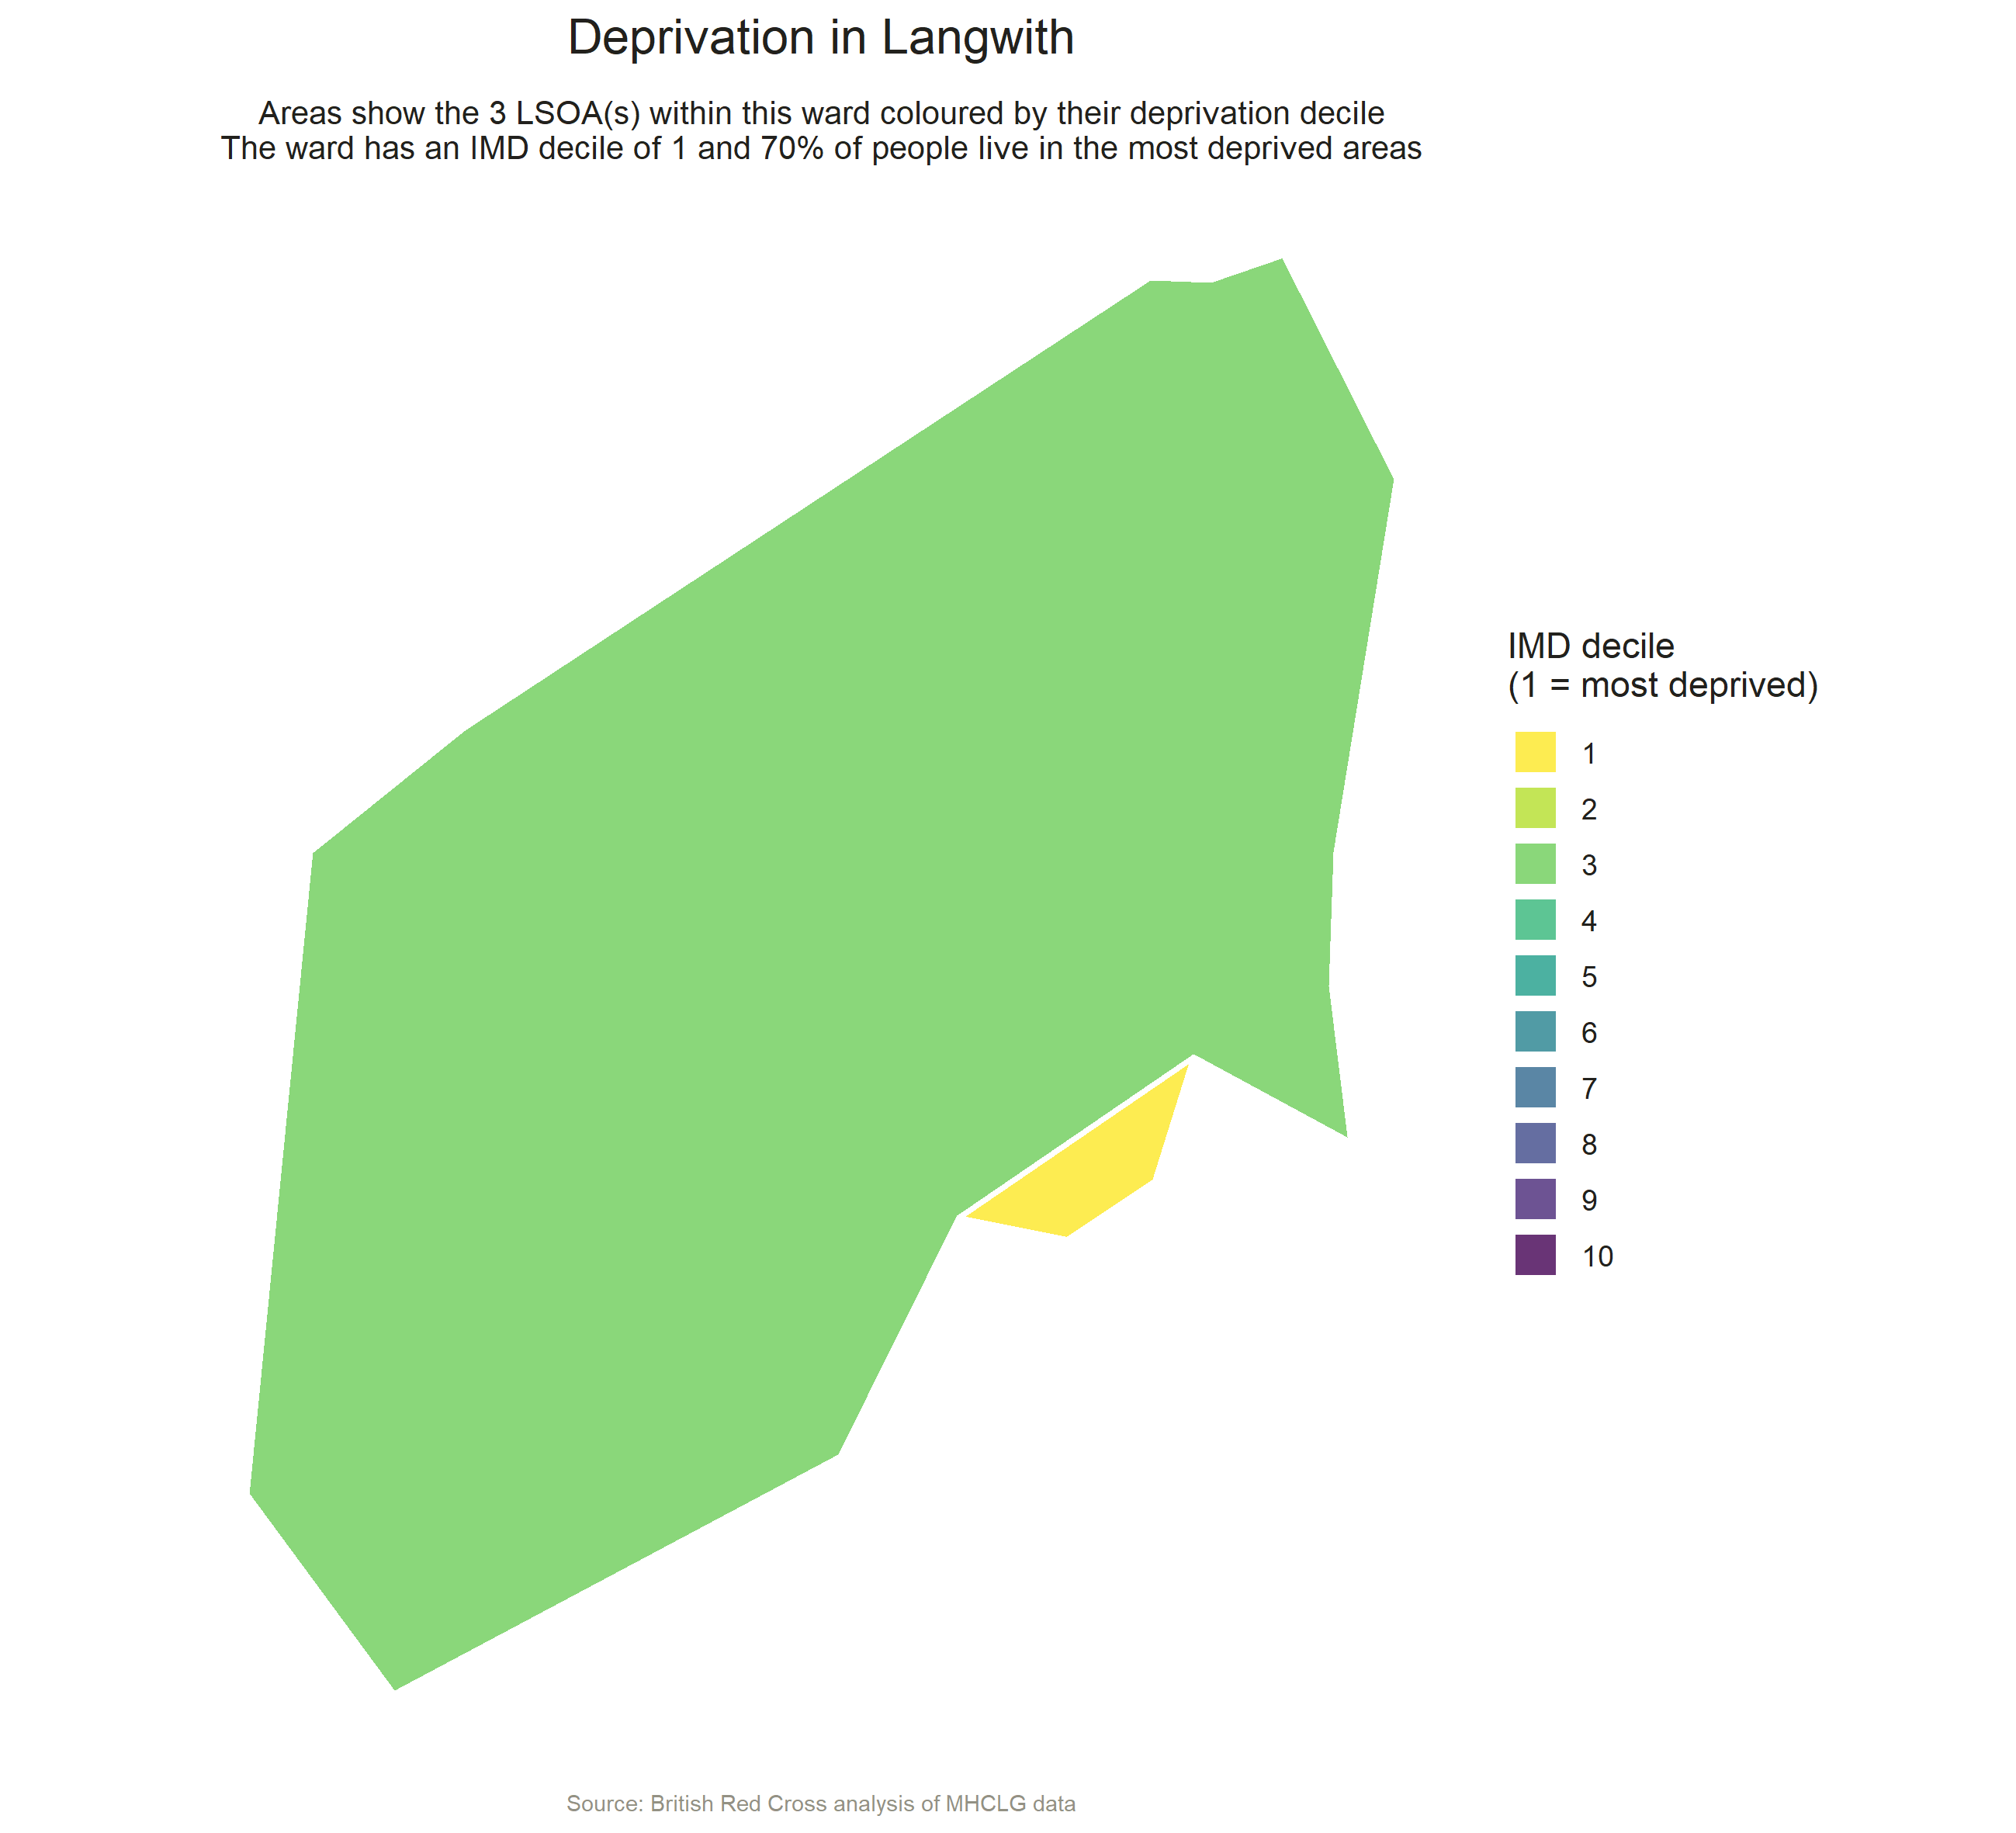 Deprivation in Langwith
Areas show the 3 LSOA(s) within this ward coloured by their deprivation decile
The ward has an IMD decile of 1 and 70% of people live in the most deprived areas
IMD decile
(1 = most deprived)
1
2
3
4
5
6
7
8
9
10
Source: British Red Cross analysis of MHCLG data